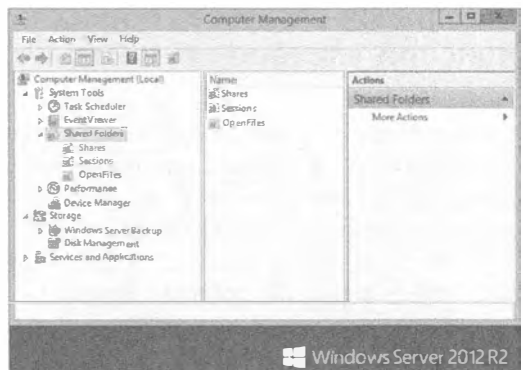 Computer Management
File Action View Help
Computer Management (Local)
System Tools
Task Scheduler
Event Viewer
Shared Folders
Shares
Sections
OpenFiles
Performance
Device Manager
Storage
Windows Server Backup
Disk Management
Services and Applications
Name
Shares
Sections
OpenFiles
Actions
Shared Folders
More Actions
Windows Server 2012 R2